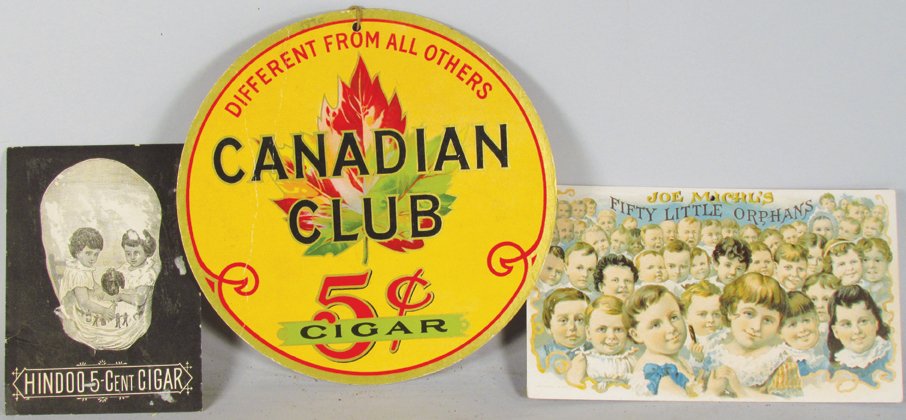 HINDOO-5-CENT CIGAR
DIFFERENT FROM ALL OTHERS
CANADIAN
CLUB
5¢
CIGAR
JOE MICHL'S
FIFTY LITTLE ORPHANS